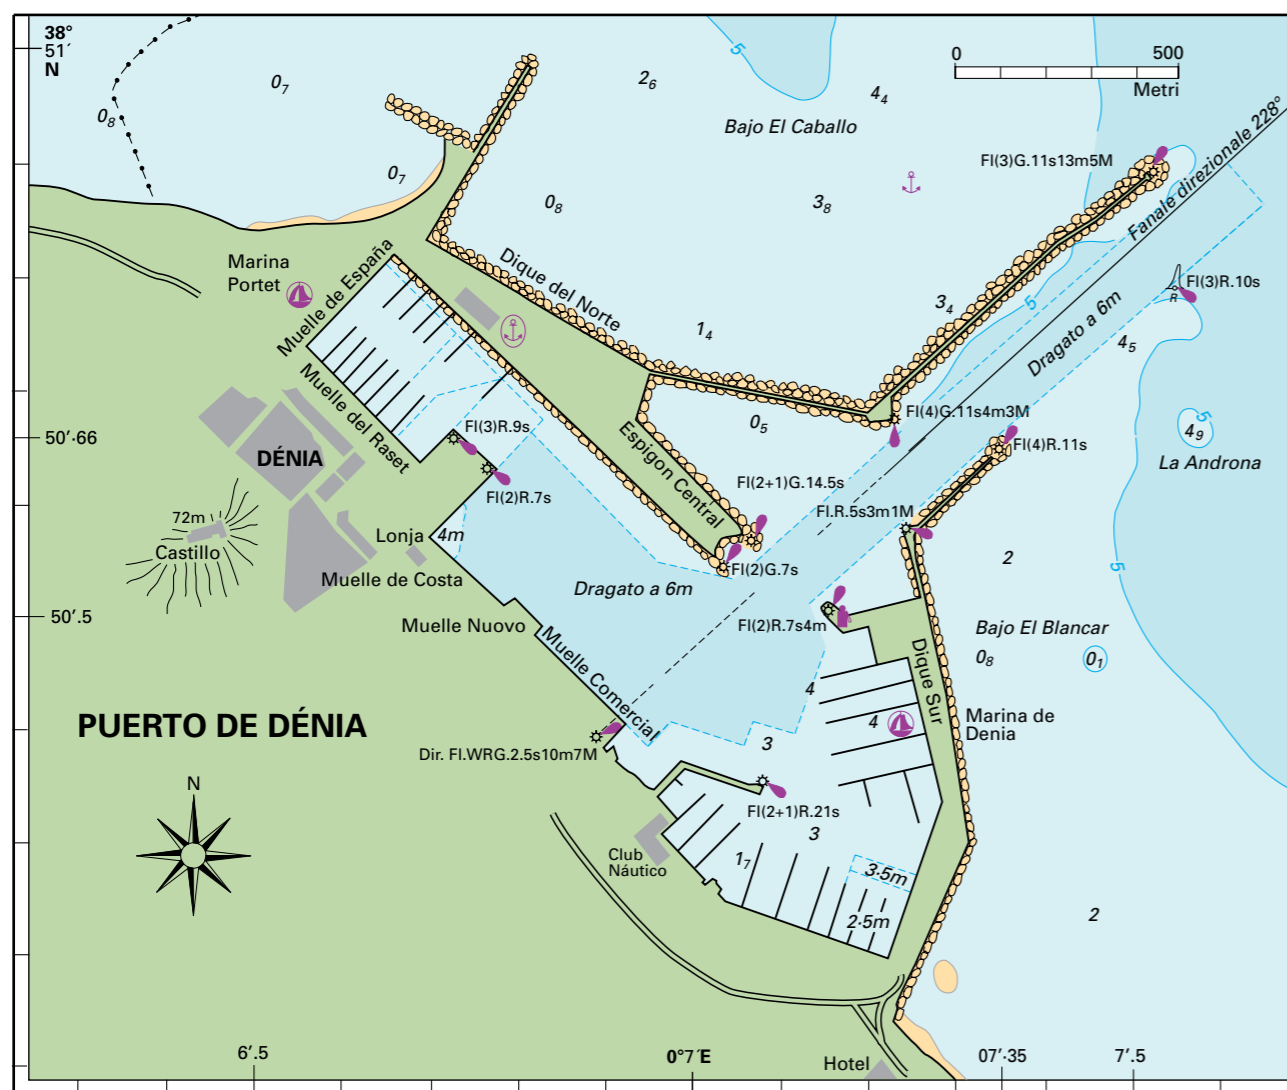 38°
51′
N
0₈
0₇
2₆
5
4₄
0
500
Metri
Bajo El Caballo
Fl(3)G.11s13m5M
Fanale direzionale 228°
0₇
0₈
3₈
Marina
Portet
Muelle de España
Dique del Norte
1₄
3₄
5
Dragato a 6m
Fl(3)R.10s
R
4₅
5
4₉
La Androna
Muelle del Raset
0₅
Fl(4)G.11s4m3M
Fl(4)R.11s
50′.66
DÉNIA
Fl(3)R.9s
Fl(2)R.7s
Espigon Central
Fl(2+1)G.14.5s
Fl.R.5s3m1M
72m
Castillo
Lonja
4m
Muelle de Costa
Dragato a 6m
Fl(2)G.7s
2
5
50′.5
Muelle Nuovo
Fl(2)R.7s4m
Bajo El Blancar
0₈
0₁
Muelle Comercial
Dique Sur
4
4
Marina de
Denia
PUERTO DE DÉNIA
3
Dir. Fl.WRG.2.5s10m7M
N
Fl(2+1)R.21s
3
Club
Náutico
1₇
3·5m
2·5m
2
6′.5
0°7′E
07′·35
7′.5
Hotel